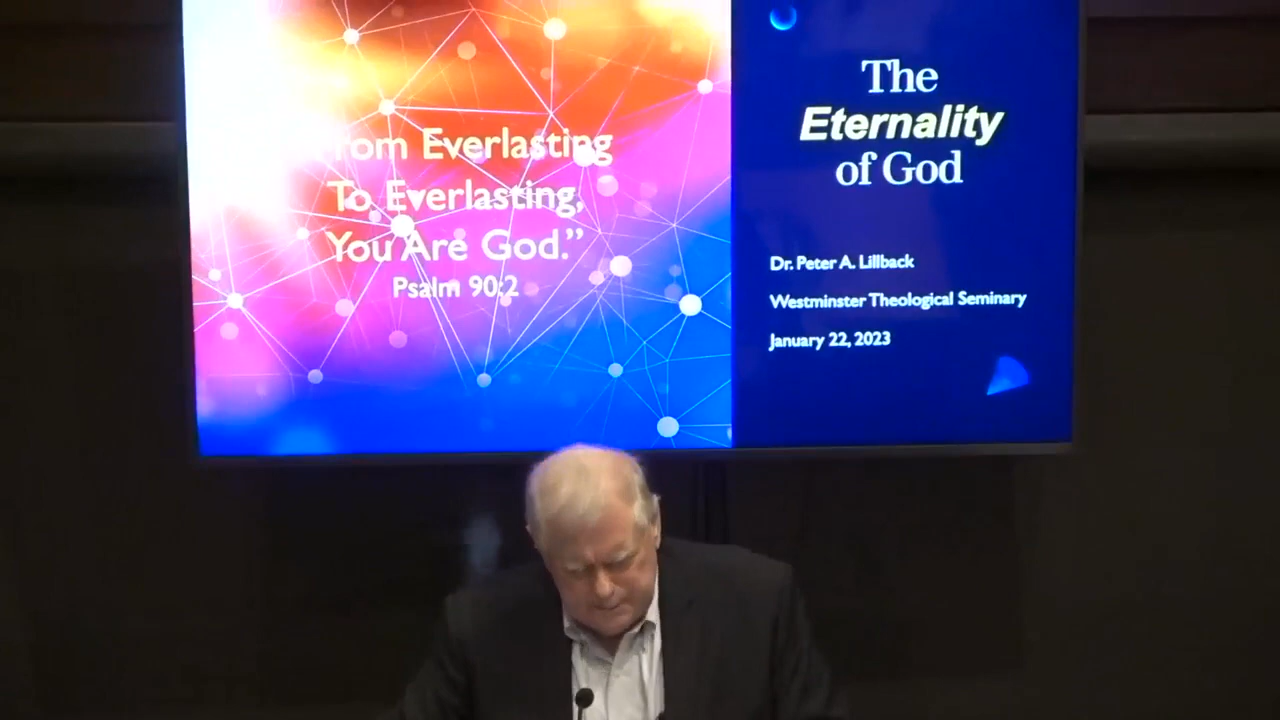 rom Everlasting
To Everlasting,
You Are God.”
Psalm 90:2
The
Eternality
of God
Dr. Peter A. Lillback
Westminster Theological Seminary
January 22, 2023